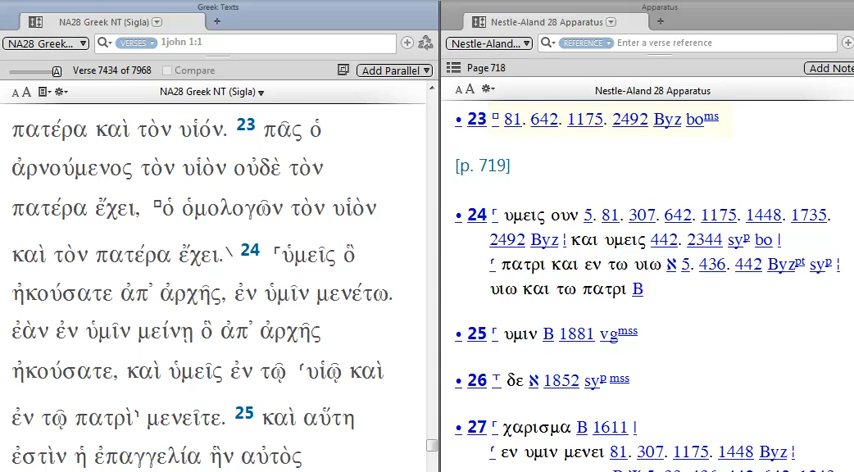 Greek Texts
NA28 Greek NT (Sigla)
NA28 Greek...
VERSES 1john 1:1
Verse 7434 of 7968
Compare
Add Parallel
A A
NA28 Greek NT (Sigla)
πατέρα καὶ τὸν υἱόν. 23 πᾶς ὁ
ἀρνούμενος τὸν υἱὸν οὐδὲ τὸν
πατέρα ἔχει, ▫ὁ ὁμολογῶν τὸν υἱὸν
καὶ τὸν πατέρα ἔχει.⸌ 24 ⸀ὑμεῖς ὃ
ἠκούσατε ἀπ’ ἀρχῆς, ἐν ὑμῖν μενέτω.
ἐὰν ἐν ὑμῖν μείνῃ ὃ ἀπ’ ἀρχῆς
ἠκούσατε, καὶ ὑμεῖς ἐν τῷ ⸂υἱῷ καὶ
ἐν τῷ πατρὶ⸃ μενεῖτε. 25 καὶ αὕτη
ἐστὶν ἡ ἐπαγγελία ἣν αὐτὸς
Apparatus
Nestle-Aland 28 Apparatus
Nestle-Aland...
REFERENCE Enter a verse reference
Page 718
Add Note
A A
Nestle-Aland 28 Apparatus
• 23 ▫ 81. 642. 1175. 2492 Byz boms
[p. 719]
• 24 ⸀ υμεις ουν 5. 81. 307. 642. 1175. 1448. 1735.
2492 Byz ¦ και υμεις 442. 2344 syp bo |
⸂ πατρι και εν τω υιω ℵ 5. 436. 442 Byzpt syp ¦
υιω και τω πατρι B
• 25 ⸀ υμιν B 1881 vgmss
• 26 ⸆ δε ℵ 1852 syp mss
• 27 ⸀ χαρισμα B 1611 |
⸂ εν υμιν μενει 81. 307. 1175. 1448 Byz ¦